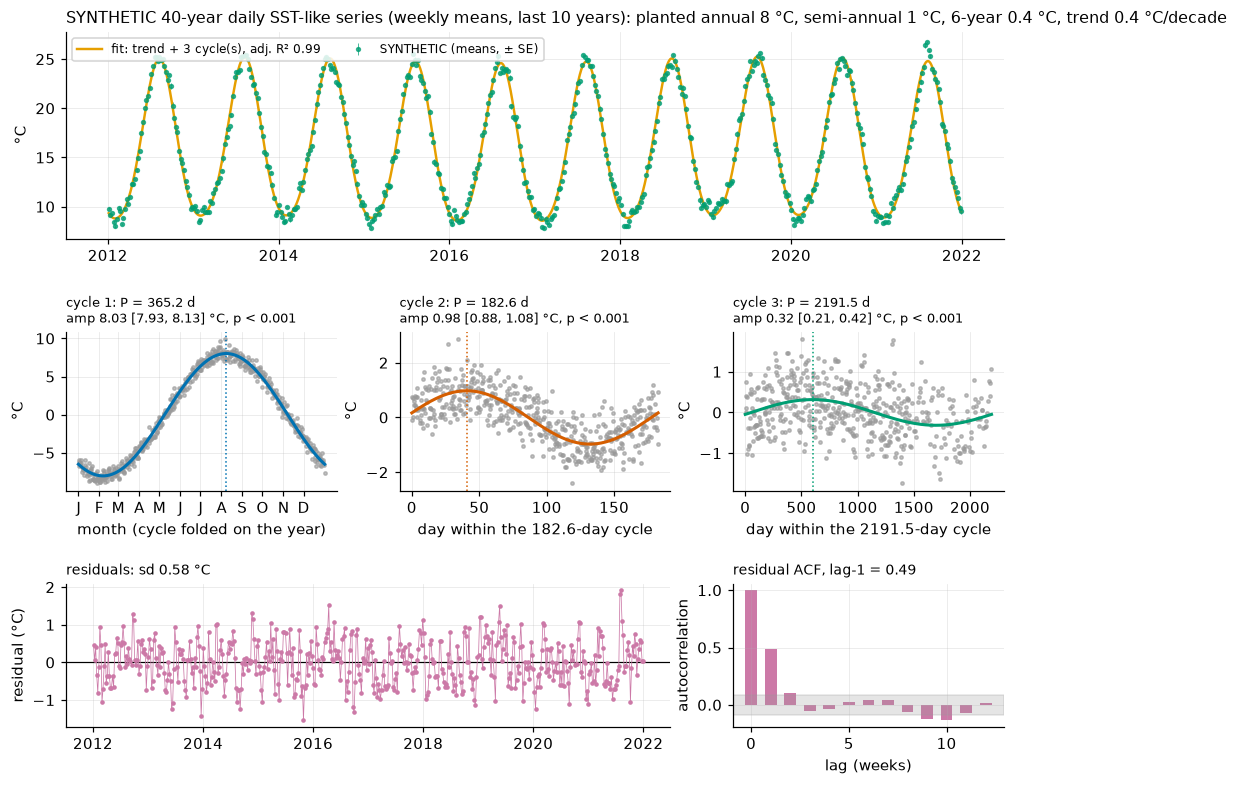 SYNTHETIC 40-year daily SST-like series (weekly means, last 10 years): planted annual 8 °C, semi-annual 1 °C, 6-year 0.4 °C, trend 0.4 °C/decade
fit: trend + 3 cycle(s), adj. R² 0.99
SYNTHETIC (means, ± SE)
°C
25
20
15
10
2012
2014
2016
2018
2020
2022
cycle 1: P = 365.2 d
amp 8.03 [7.93, 8.13] °C, p < 0.001
°C
10
5
0
−5
J F M A M J J A S O N D
month (cycle folded on the year)
cycle 2: P = 182.6 d
amp 0.98 [0.88, 1.08] °C, p < 0.001
°C
2
0
−2
0
50
100
150
day within the 182.6-day cycle
cycle 3: P = 2191.5 d
amp 0.32 [0.21, 0.42] °C, p < 0.001
°C
1
0
−1
0
500
1000
1500
2000
day within the 2191.5-day cycle
residuals: sd 0.58 °C
residual (°C)
2
1
0
−1
2012
2014
2016
2018
2020
2022
residual ACF, lag-1 = 0.49
autocorrelation
1.0
0.5
0.0
0
5
10
lag (weeks)